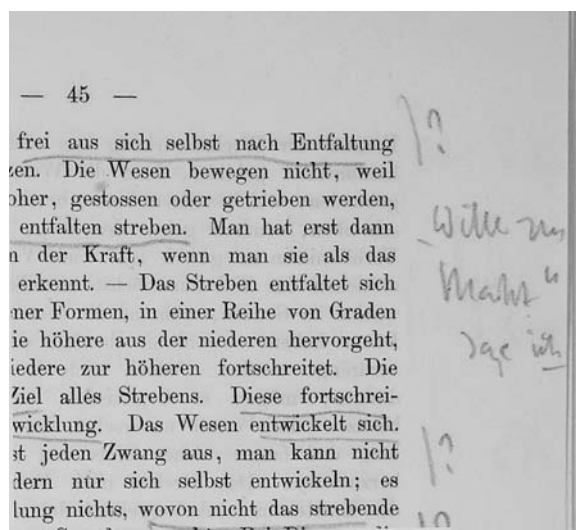 — 45 —
frei aus sich selbst nach Entfaltung
zen. Die Wesen bewegen nicht, weil
oher, gestossen oder getrieben werden,
entfalten streben. Man hat erst dann
n der Kraft, wenn man sie als das
erkennt. — Das Streben entfaltet sich
ner Formen, in einer Reihe von Graden
ie höhere aus der niederen hervorgeht,
iedere zur höheren fortschreitet. Die
Ziel alles Strebens. Diese fortschrei-
wicklung. Das Wesen entwickelt sich.
st jeden Zwang aus, man kann nicht
dern nur sich selbst entwickeln; es
lung nichts, wovon nicht das strebende
?
„Wille zur
Macht“
sage ich
?
?